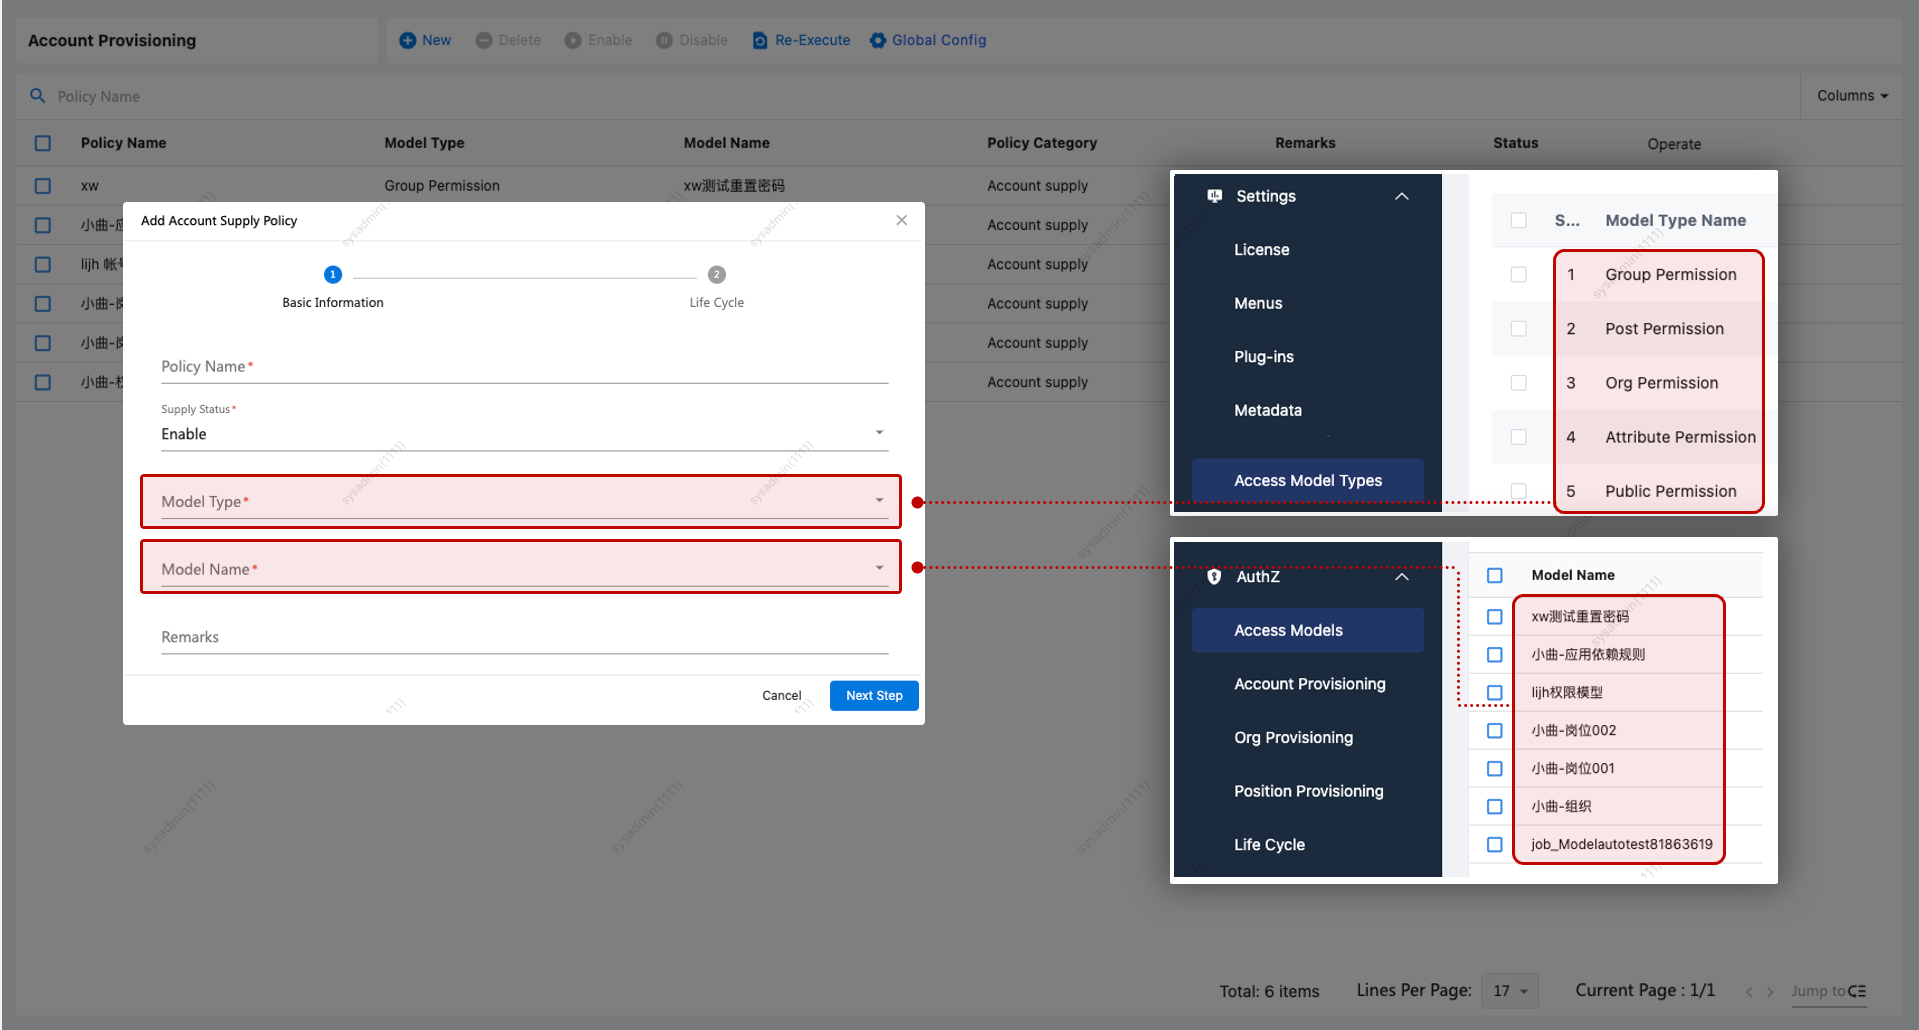 Account Provisioning
New Delete Enable Disable Re-Execute Global Config
Policy Name
Columns
Policy Name Model Type Model Name Policy Category Remarks Status Operate
xw Group Permission xw测试重置密码 Account supply
小曲-应 Account supply
lijh 帐号 Account supply
小曲-岗 Account supply
小曲-岗 Account supply
小曲-权 Account supply
Add Account Supply Policy
1 2
Basic Information Life Cycle
Policy Name*
Supply Status*
Enable
Model Type*
Model Name*
Remarks
Cancel Next Step
Settings
License
Menus
Plug-ins
Metadata
Access Model Types
S... Model Type Name
1 Group Permission
2 Post Permission
3 Org Permission
4 Attribute Permission
5 Public Permission
AuthZ
Access Models
Account Provisioning
Org Provisioning
Position Provisioning
Life Cycle
Model Name
xw测试重置密码
小曲-应用依赖规则
lijh权限模型
小曲-岗位002
小曲-岗位001
小曲-组织
job_Modelautotest81863619
sysadmin(1111)
sysadmin(1111)
sysadmin(1111)
Total: 6 items Lines Per Page: 17 Current Page : 1/1 Jump to